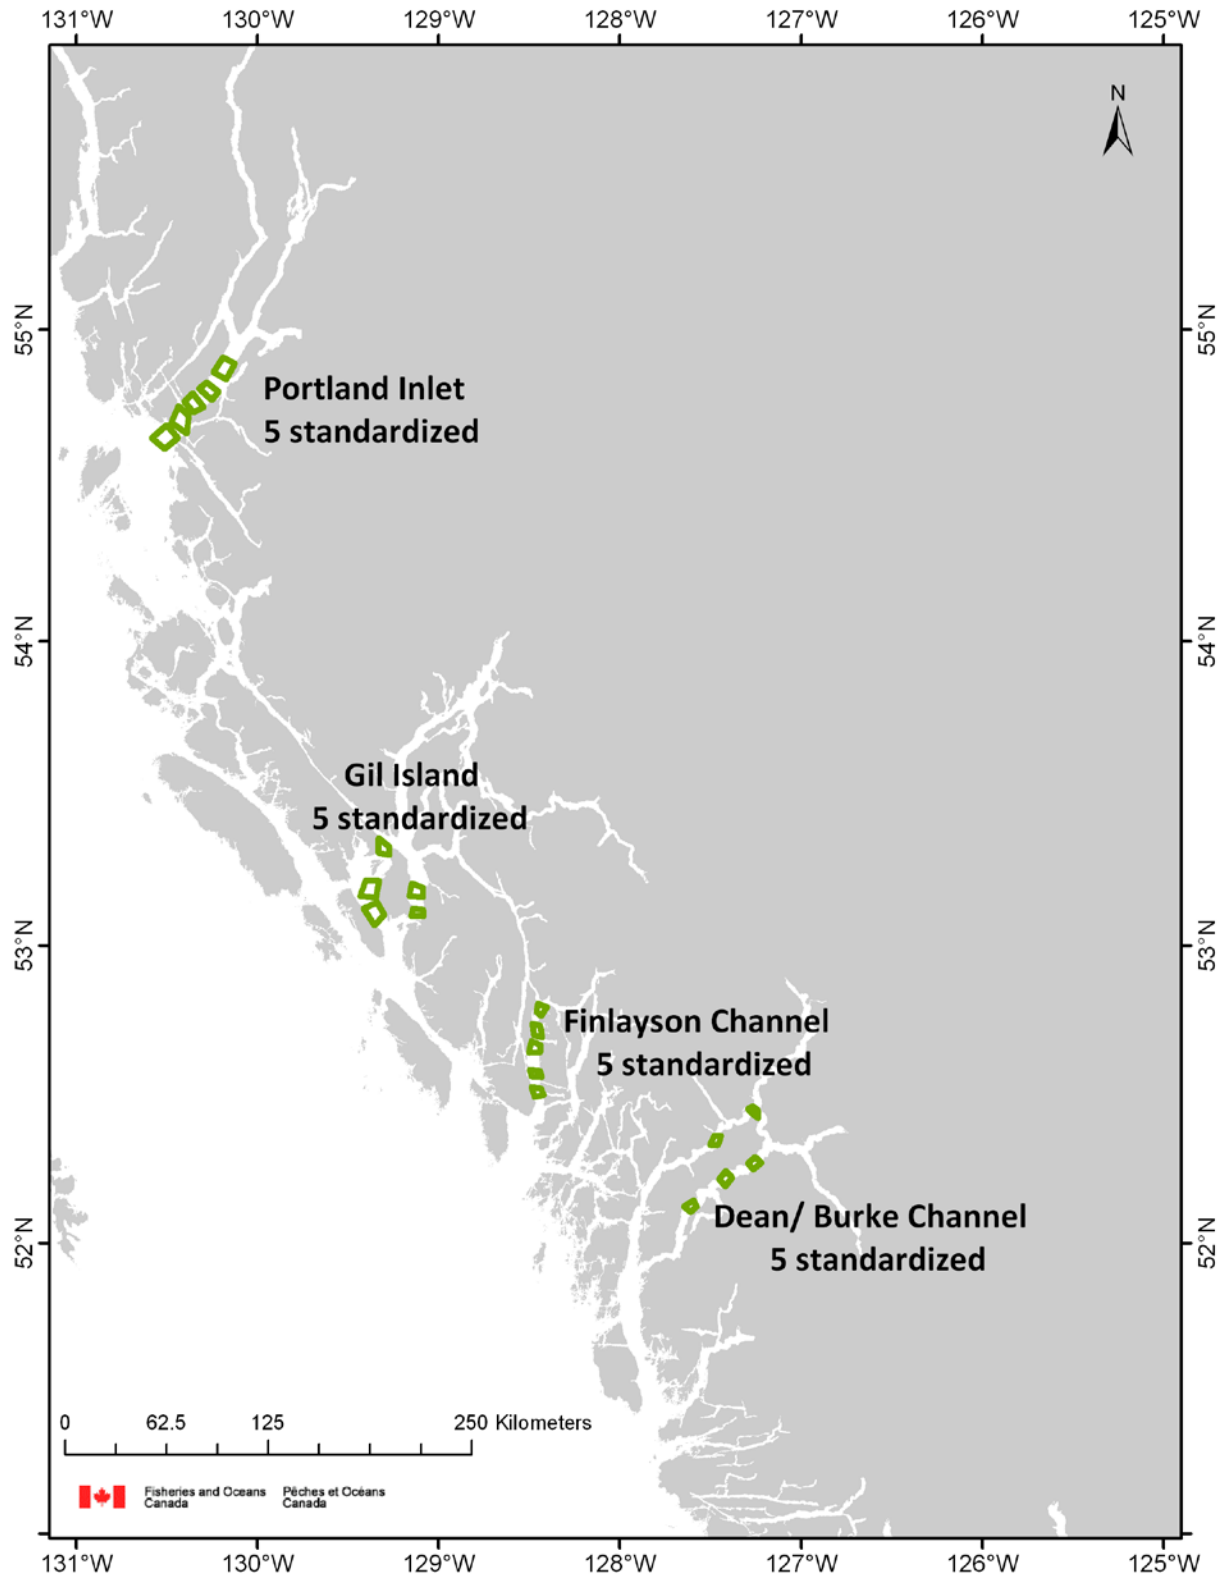 131°W 130°W 129°W 128°W 127°W 126°W 125°W
N
55°N 55°N
Portland Inlet
5 standardized
54°N 54°N
Gil Island
5 standardized
53°N 53°N
Finlayson Channel
5 standardized
Dean/ Burke Channel
5 standardized
52°N 52°N
0 62.5 125 250 Kilometers
Fisheries and Oceans Pêches et Océans
Canada Canada
131°W 130°W 129°W 128°W 127°W 126°W 125°W